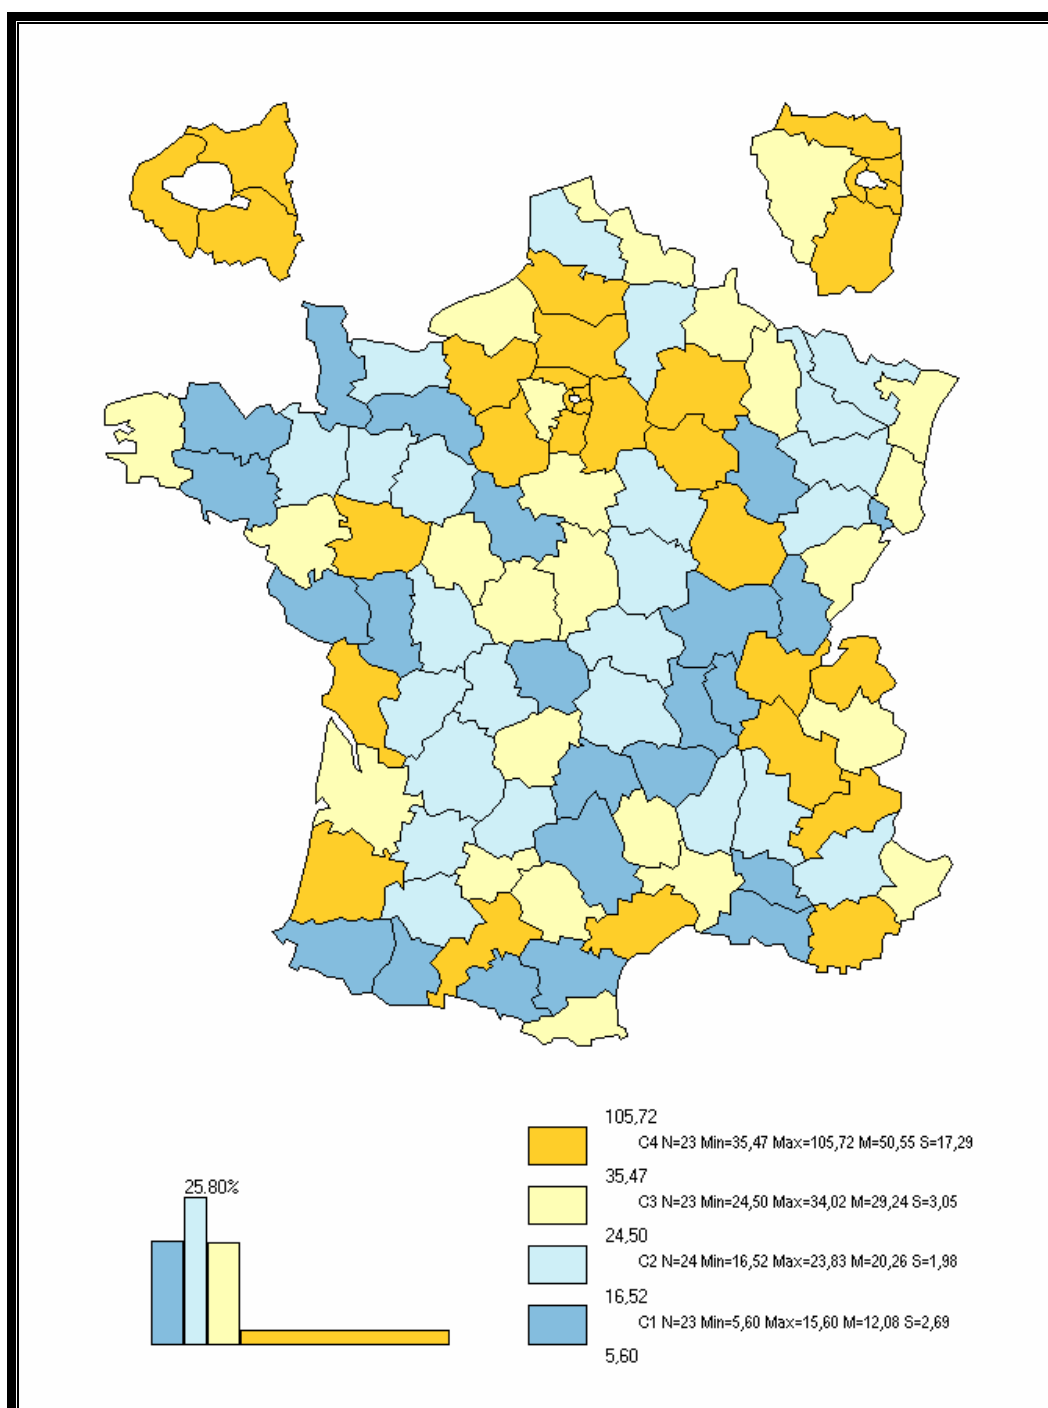 105,72
C4 N=23 Min=35,47 Max=105,72 M=50,55 S=17,29
35,47
C3 N=23 Min=24,50 Max=34,02 M=29,24 S=3,05
24,50
C2 N=24 Min=16,52 Max=23,83 M=20,26 S=1,98
16,52
C1 N=23 Min=5,60 Max=15,60 M=12,08 S=2,69
5,60
25.80%